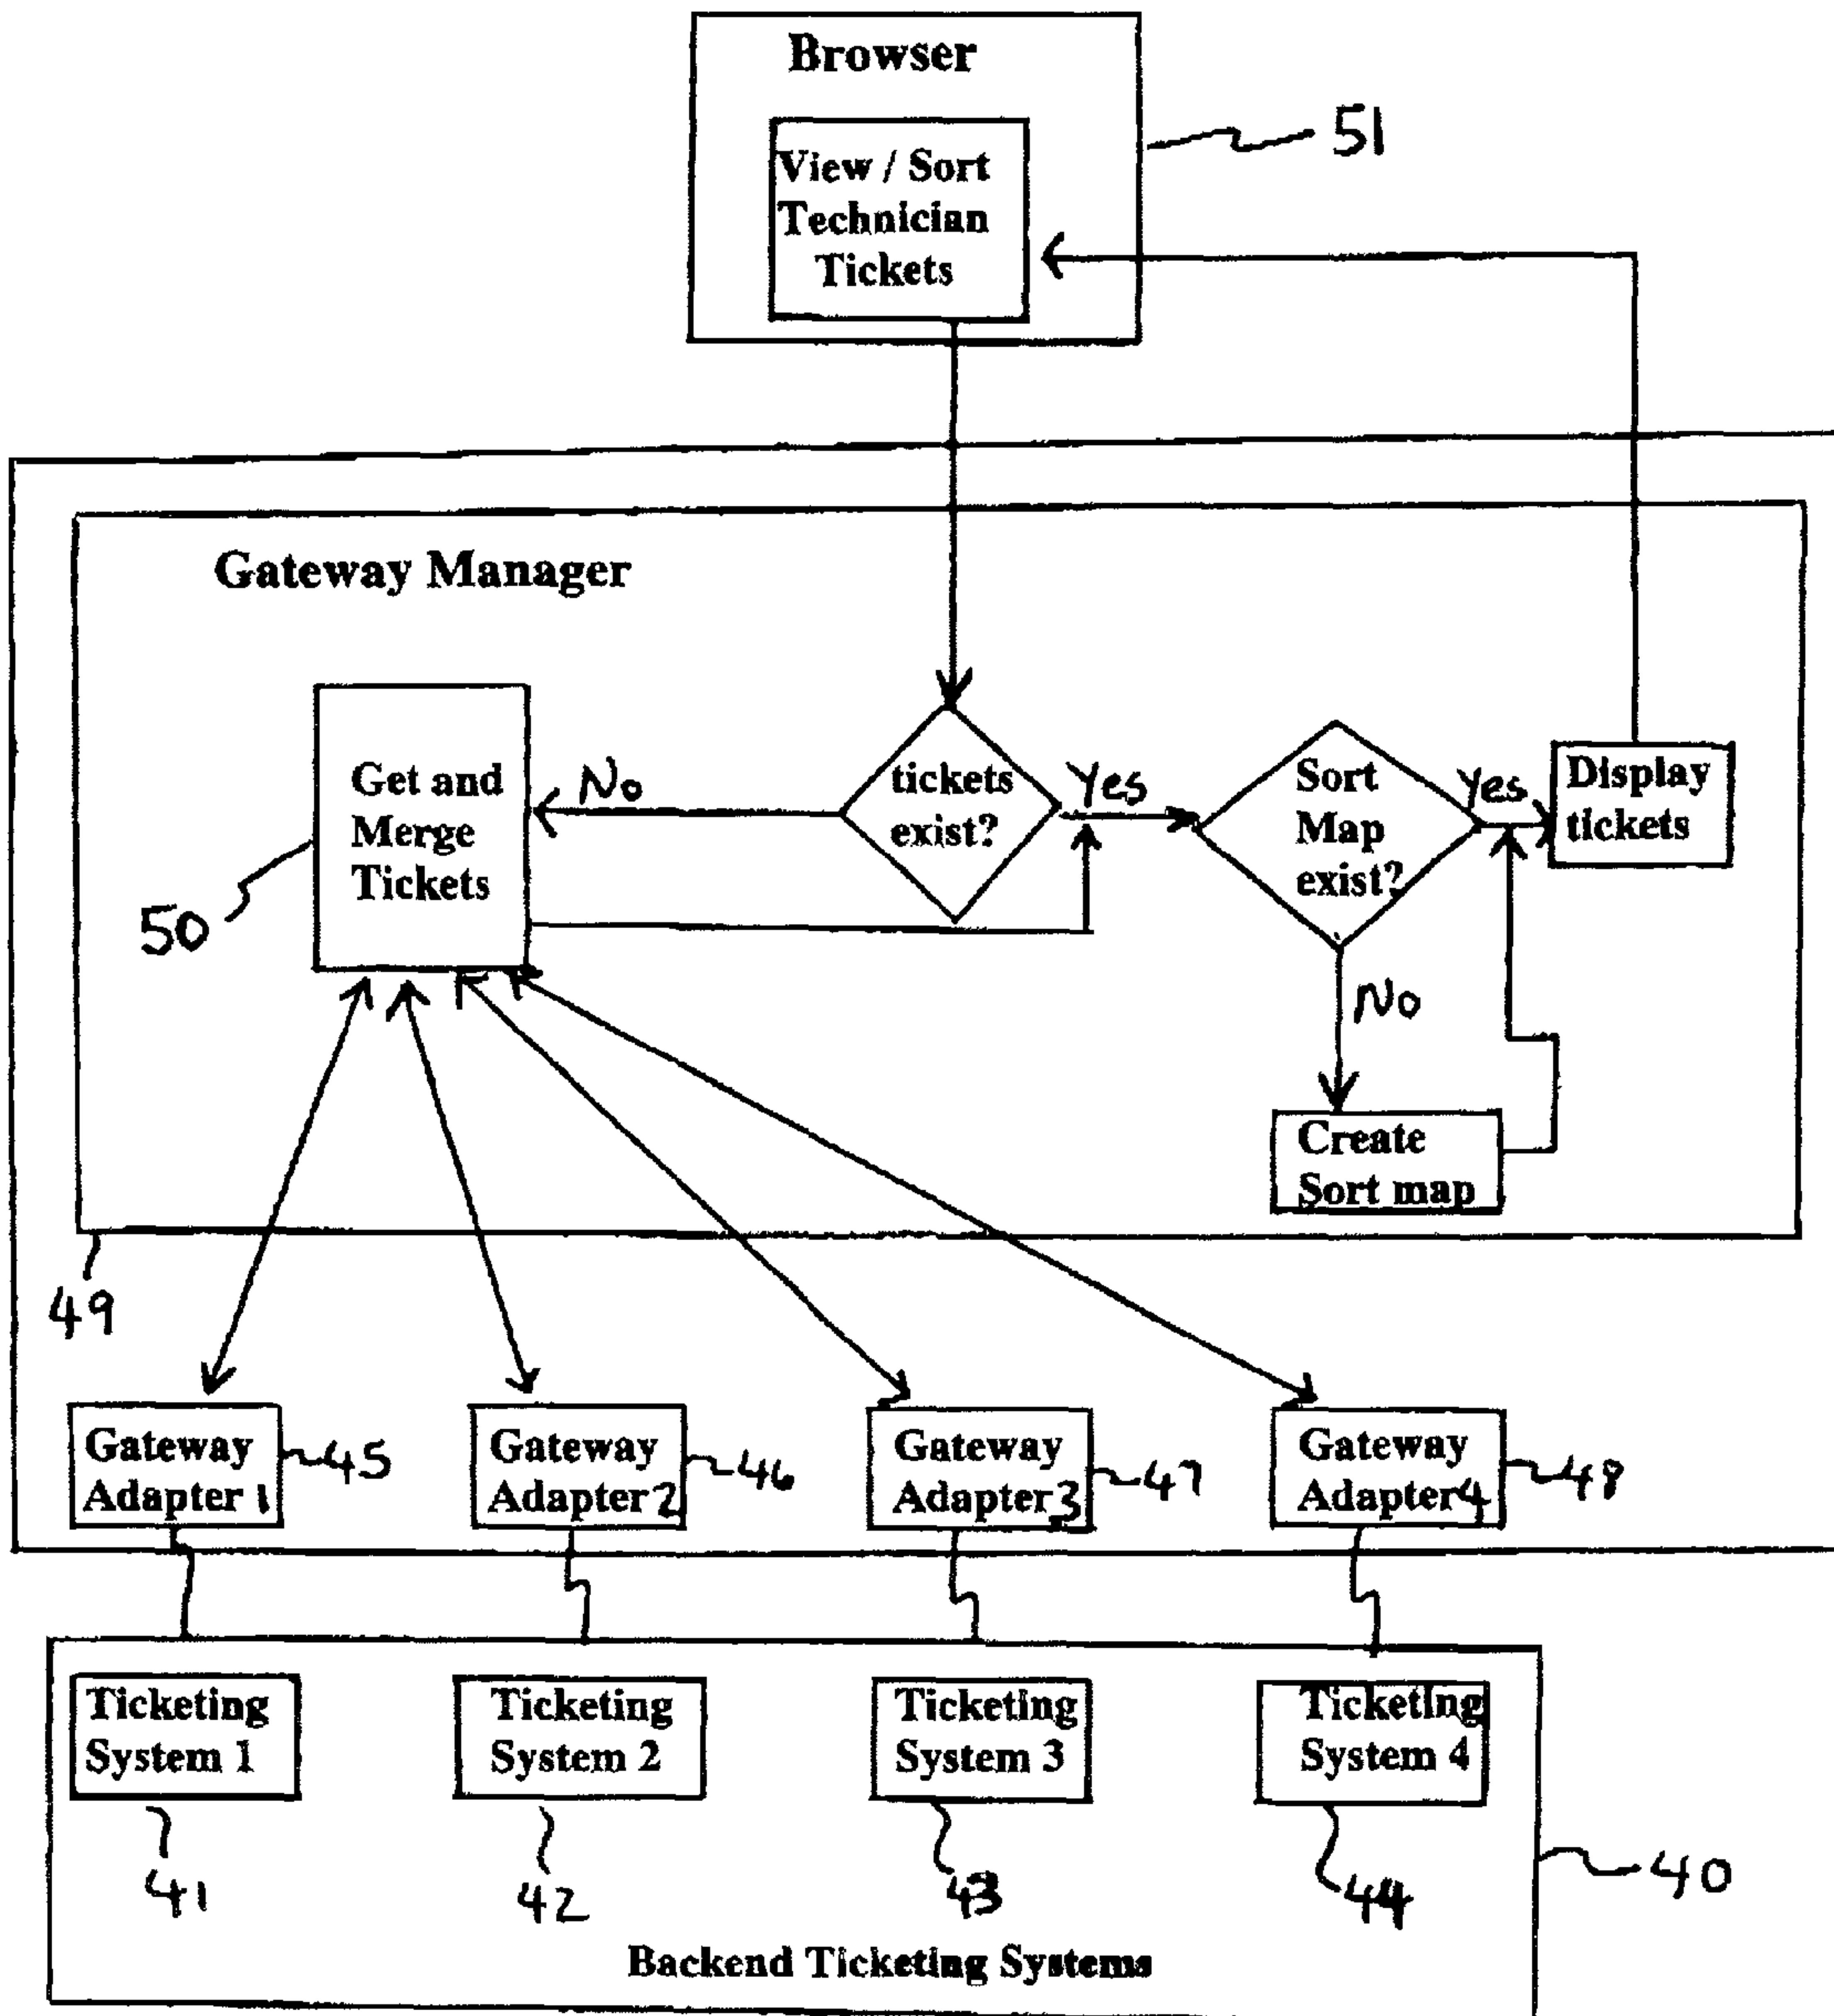 Browser
View / Sort
Technician
Tickets
51
Gateway Manager
Get and
Merge
Tickets
50
No
tickets
exist?
Yes
Sort
Map
exist?
Yes
Display
tickets
No
Create
Sort map
49
Gateway
Adapter 1
45
Gateway
Adapter 2
46
Gateway
Adapter 3
47
Gateway
Adapter 4
48
Ticketing
System 1
41
Ticketing
System 2
42
Ticketing
System 3
43
Ticketing
System 4
44
40
Backend Ticketing Systems